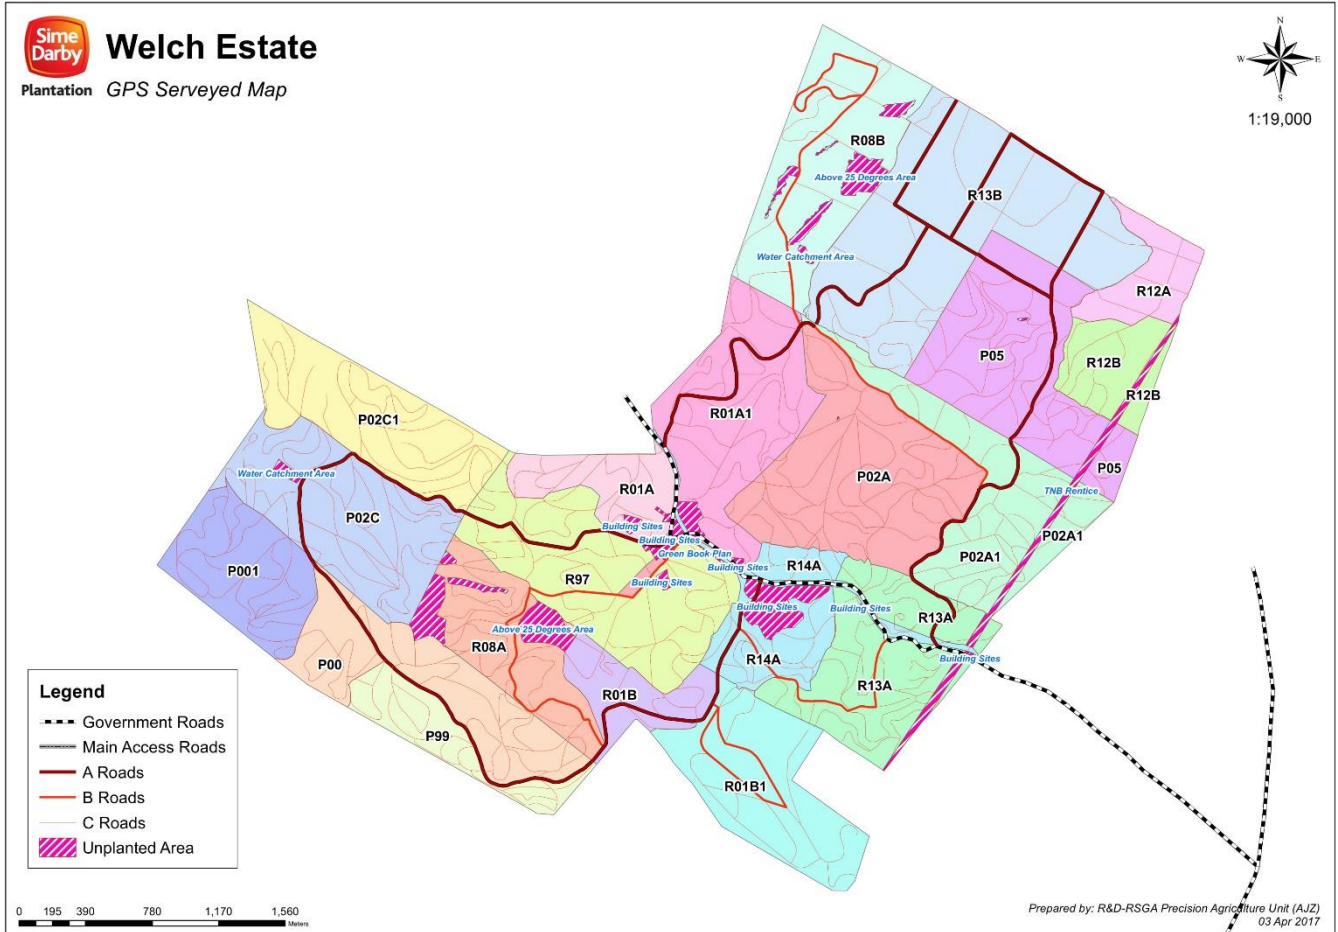 Sime
Darby
Plantation
Welch Estate
GPS Serveyed Map
N
W
E
S
1:19,000
R08B
Above 25 Degrees Area
R13B
Water Catchment Area
R12A
P05
R12B
R12B
R01A1
P02C1
P05
Water Catchment Area
R01A
P02A
TNB Rentice
P02C
Building Sites
P02A1
Building Sites
Green Book Plan
P02A1
P001
R97
Building Sites
Building Sites
R14A
Building Sites
Building Sites
R13A
Above 25 Degrees Area
R08A
R14A
Building Sites
P00
R13A
R01B
P99
R01B1
Legend
Government Roads
Main Access Roads
A Roads
B Roads
C Roads
Unplanted Area
0 195 390 780 1,170 1,560
Meters
Prepared by: R&D-RSGA Precision Agriculture Unit (AJZ)
03 Apr 2017